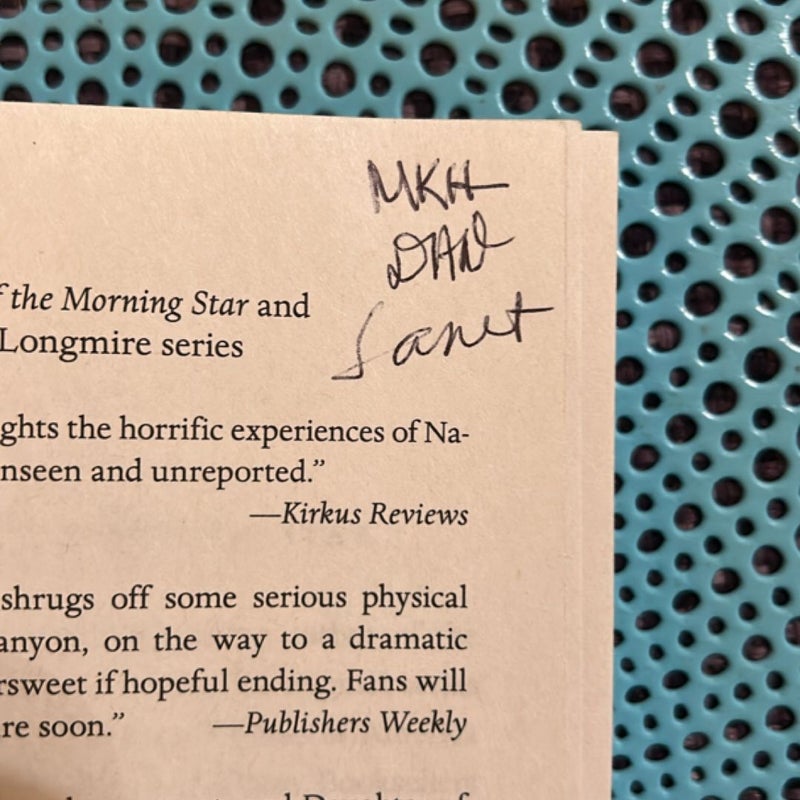 MKH
DAN
Janet
f the Morning Star and
Longmire series
ghts the horrific experiences of Na-
nseen and unreported.”
—Kirkus Reviews
shrugs off some serious physical
anyon, on the way to a dramatic
rsweet if hopeful ending. Fans will
re soon.” —Publishers Weekly